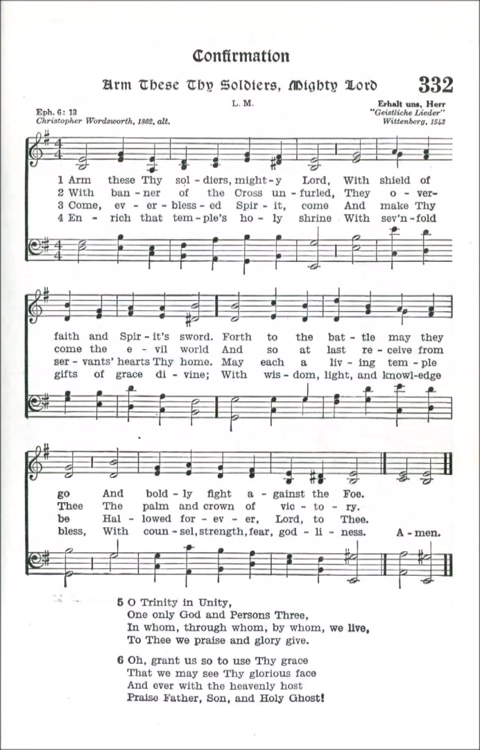 Confirmation
Arm These Thy Soldiers, Mighty Lord 332
L. M.
Eph. 6: 13 Erhalt uns, Herr
Christopher Wordsworth, 1862, alt. "Geistliche Lieder"
Wittenberg, 1543
1 Arm these Thy sol - diers, might - y Lord, With shield of
2 With ban - ner of the Cross un - furled, They o - ver-
3 Come, ev - er - bless - ed Spir - it, come And make Thy
4 En - rich that tem - ple's ho - ly shrine With sev'n - fold
faith and Spir - it's sword. Forth to the bat - tle may they
come the e - vil world And so at last re - ceive from
ser - vants' hearts Thy home. May each a liv - ing tem - ple
gifts of grace di - vine; With wis - dom, light, and knowl - edge
go And bold - ly fight a - gainst the Foe.
Thee The palm and crown of vic - to - ry.
be Hal - lowed for - ev - er, Lord, to Thee.
bless, With coun - sel, strength, fear, god - li - ness. A - men.
5 O Trinity in Unity,
One only God and Persons Three,
In whom, through whom, by whom, we live,
To Thee we praise and glory give.
6 Oh, grant us so to use Thy grace
That we may see Thy glorious face
And ever with the heavenly host
Praise Father, Son, and Holy Ghost!